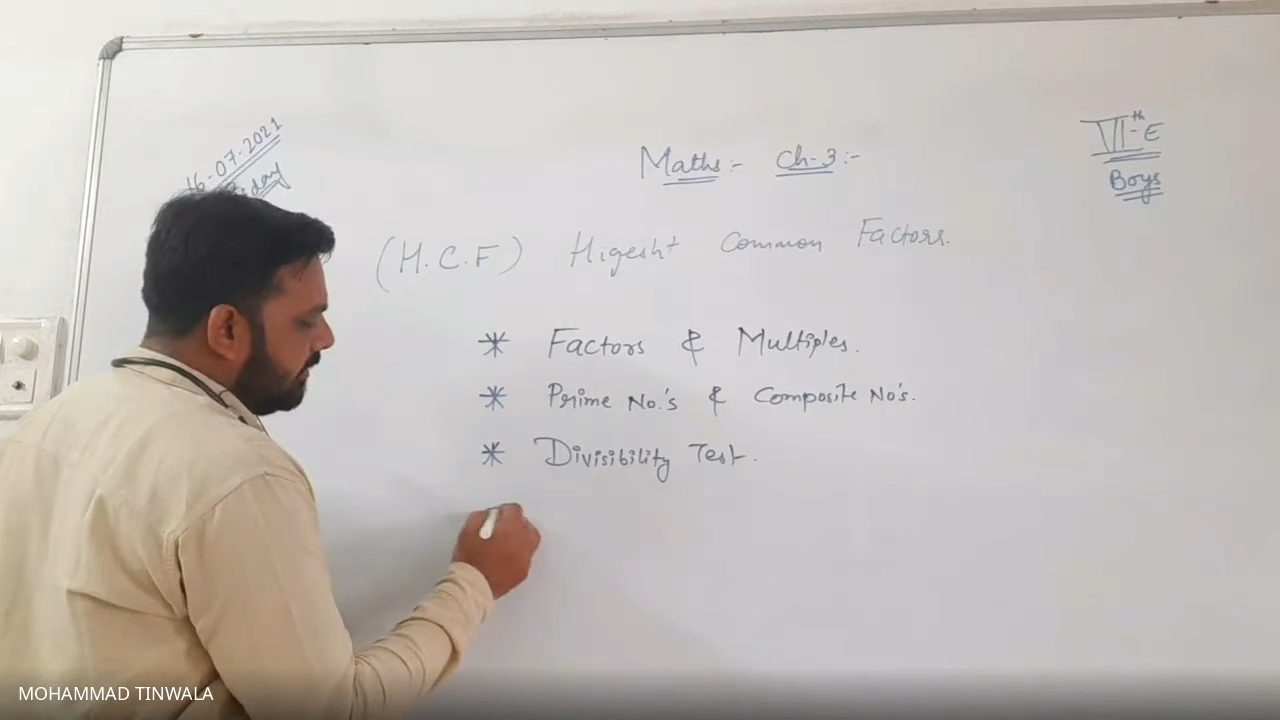 16-07-2021
Maths:- Ch-3:-
VIth-E
Boys
(H.C.F) Higesht Common Factors.
* Factors & Multiples.
* Prime No.'s & Composite No's.
* Divisibility Test.
MOHAMMAD TINWALA